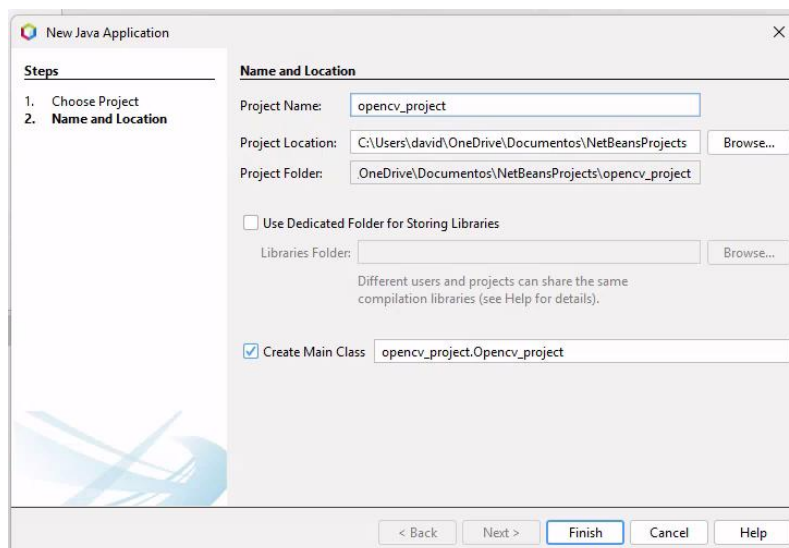 New Java Application
Steps
1. Choose Project
2. Name and Location
Name and Location
Project Name: opencv_project
Project Location: C:\Users\david\OneDrive\Documentos\NetBeansProjects Browse...
Project Folder: .OneDrive\Documentos\NetBeansProjects\opencv_project
Use Dedicated Folder for Storing Libraries
Libraries Folder: Browse...
Different users and projects can share the same
compilation libraries (see Help for details).
Create Main Class opencv_project.Opencv_project
< Back Next > Finish Cancel Help